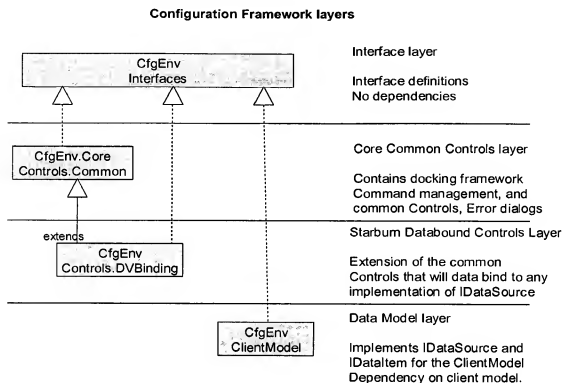 Configuration Framework layers
CfgEnv
Interfaces
Interface layer
Interface definitions
No dependencies
CfgEnv.Core
Controls.Common
Core Common Controls layer
Contains docking framework
Command management, and
common Controls, Error dialogs
extends
CfgEnv
Controls.DVBinding
Starburn Databound Controls Layer
Extension of the common
Controls that will data bind to any
implementation of IDataSource
CfgEnv
ClientModel
Data Model layer
Implements IDataSource and
IDataItem for the ClientModel
Dependency on client model.